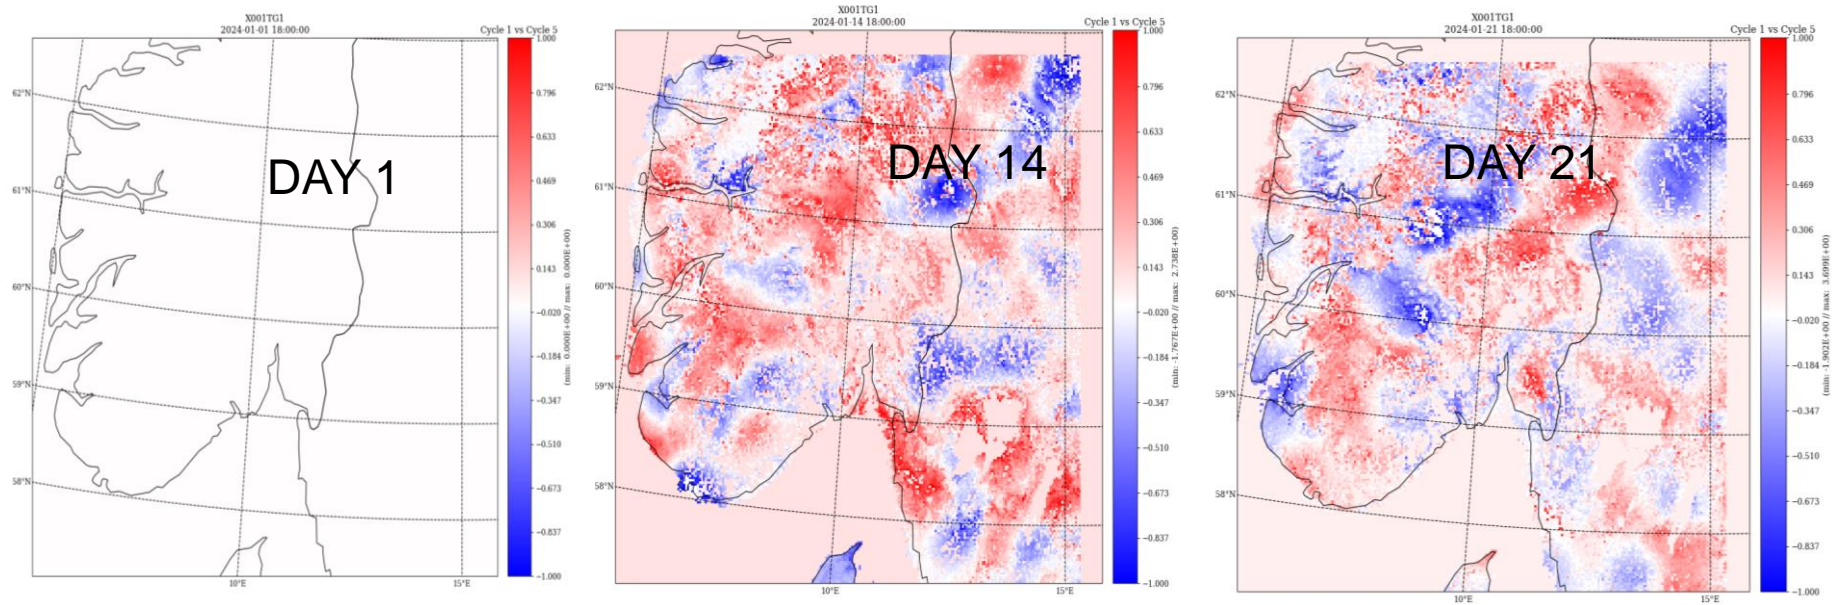 X001TG1
2024-01-01 18:00:00
Cycle 1 vs Cycle 5
DAY 1
62°N
61°N
60°N
59°N
58°N
10°E
15°E
1.000
0.796
0.633
0.469
0.306
0.143
−0.020
−0.184
−0.347
−0.510
−0.673
−0.837
−1.000
(min: 0.000E+00 // max: 0.000E+00)
X001TG1
2024-01-14 18:00:00
Cycle 1 vs Cycle 5
DAY 14
62°N
61°N
60°N
59°N
58°N
10°E
15°E
1.000
0.796
0.633
0.469
0.306
0.143
−0.020
−0.184
−0.347
−0.510
−0.673
−0.837
−1.000
(min: -1.767E+00 // max: 2.738E+00)
X001TG1
2024-01-21 18:00:00
Cycle 1 vs Cycle 5
DAY 21
62°N
61°N
60°N
59°N
58°N
10°E
15°E
1.000
0.796
0.633
0.469
0.306
0.143
−0.020
−0.184
−0.347
−0.510
−0.673
−0.837
−1.000
(min: -1.902E+00 // max: 3.699E+00)